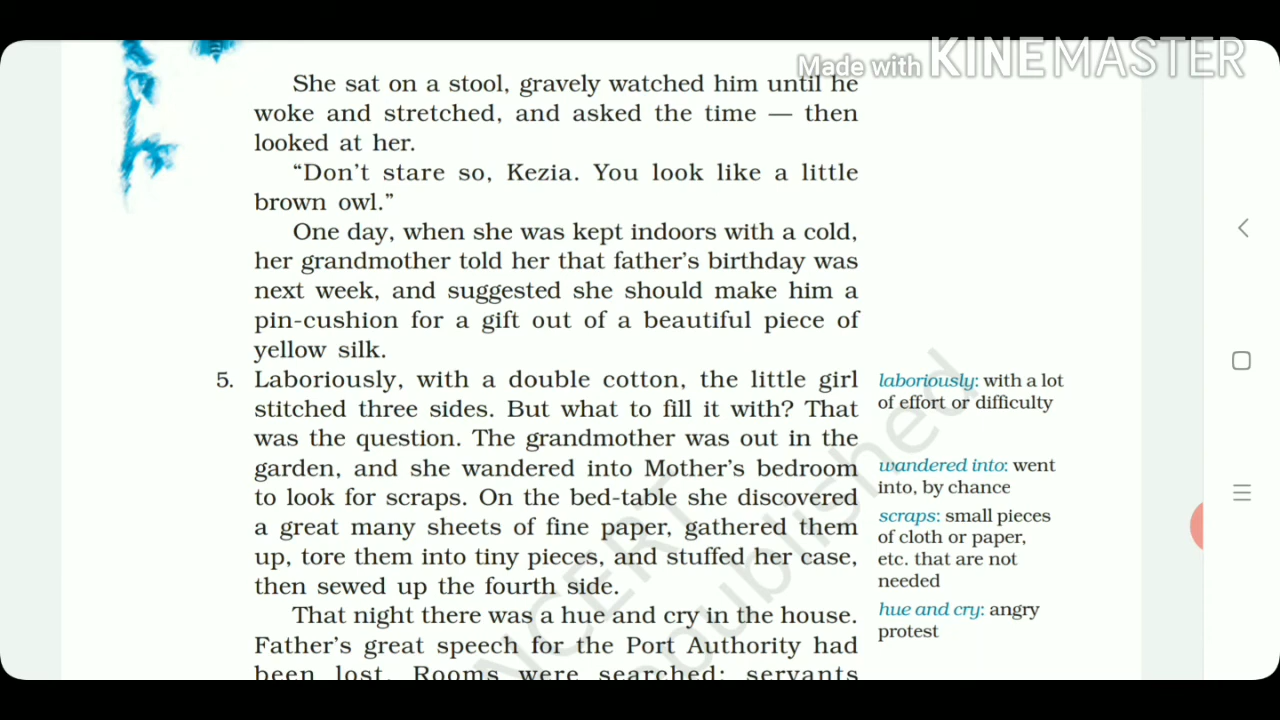 Made with KINEMASTER
She sat on a stool, gravely watched him until he
woke and stretched, and asked the time — then
looked at her.
“Don’t stare so, Kezia. You look like a little
brown owl.”
One day, when she was kept indoors with a cold,
her grandmother told her that father’s birthday was
next week, and suggested she should make him a
pin-cushion for a gift out of a beautiful piece of
yellow silk.
5. Laboriously, with a double cotton, the little girl
stitched three sides. But what to fill it with? That
was the question. The grandmother was out in the
garden, and she wandered into Mother’s bedroom
to look for scraps. On the bed-table she discovered
a great many sheets of fine paper, gathered them
up, tore them into tiny pieces, and stuffed her case,
then sewed up the fourth side.
That night there was a hue and cry in the house.
Father’s great speech for the Port Authority had
been lost. Rooms were searched; servants
laboriously: with a lot
of effort or difficulty
wandered into: went
into, by chance
scraps: small pieces
of cloth or paper,
etc. that are not
needed
hue and cry: angry
protest
NCERT
republished